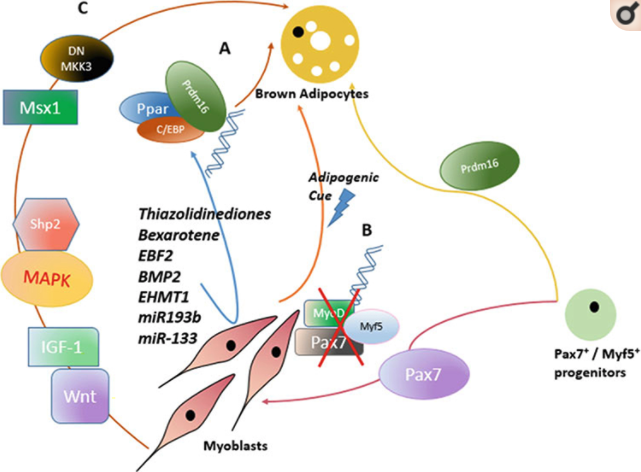 C
DN
MKK3
Msx1
A
Prdm16
Ppar
C/EBP
Brown Adipocytes
Prdm16
Adipogenic
Cue
Thiazolidinediones
Bexarotene
EBF2
BMP2
EHMT1
miR193b
miR-133
B
MyoD
Myf5
Pax7
Shp2
MAPK
IGF-1
Wnt
Pax7
Pax7⁺ / Myf5⁺
progenitors
Myoblasts